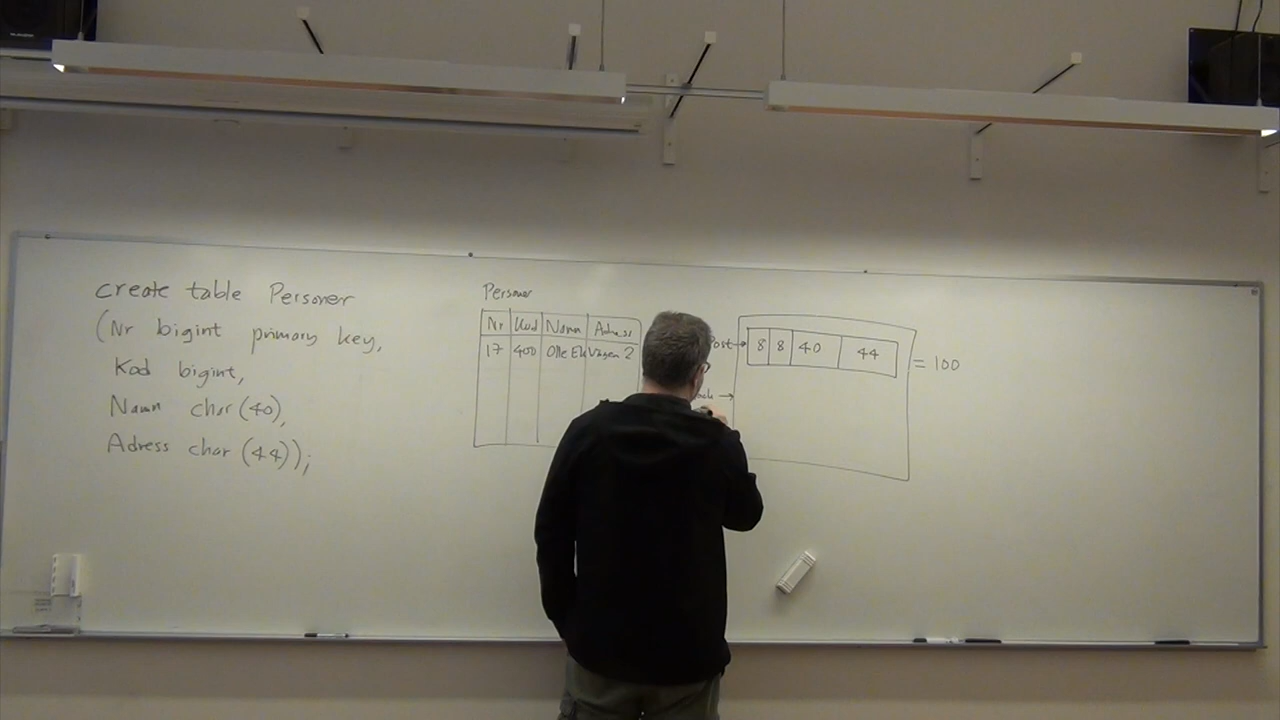 create table Personer
(Nr bigint primary key,
Kod bigint,
Namn char(40),
Adress char (44));
Personer
Nr Kod Namn Adress
17 400 Olle Ek Vägen 2
8 8 40 44
= 100